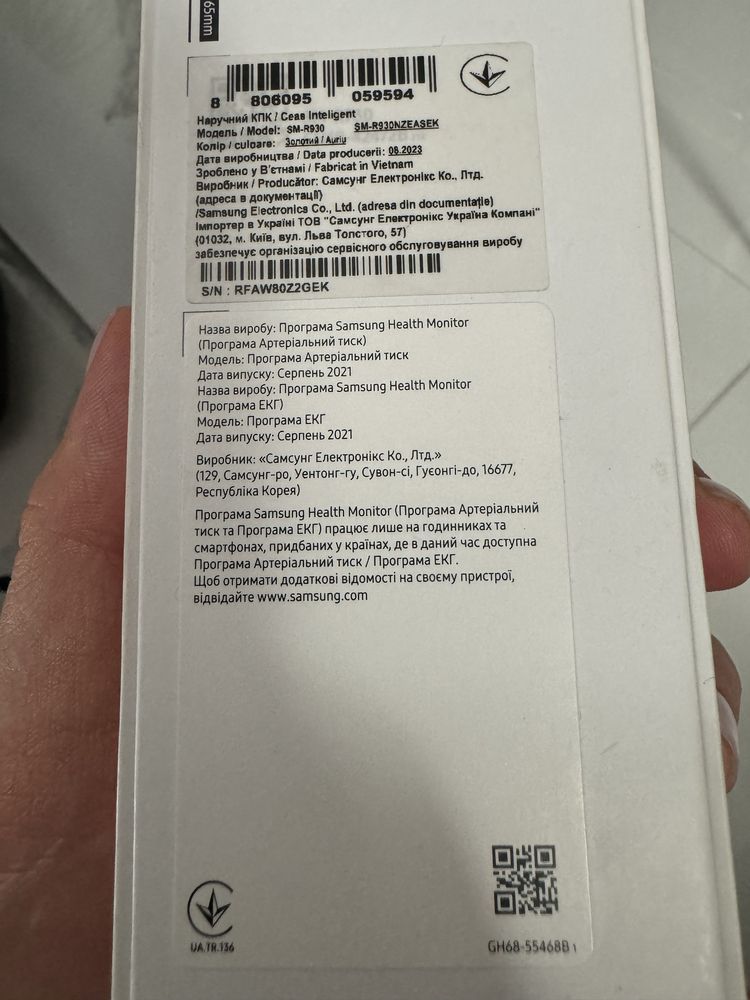 65mm
8 806095 059594
Наручний КПК / Ceas Inteligent
Модель / Model: SM-R930 SM-R930NZEASEK
Колір / culoare: Золотий / Auriu
Дата виробництва / Data producerii: 08.2023
Зроблено у В'єтнамі / Fabricat in Vietnam
Виробник / Producător: Самсунг Електронікс Ко., Лтд.
(адреса в документації)
/Samsung Electronics Co., Ltd. (adresa din documentație)
Імпортер в Україні ТОВ "Самсунг Електронікс Україна Компані"
(01032, м. Київ, вул. Льва Толстого, 57)
забезпечує організацію сервісного обслуговування виробу
S/N : RFAW80Z2GEK
Назва виробу: Програма Samsung Health Monitor
(Програма Артеріальний тиск)
Модель: Програма Артеріальний тиск
Дата випуску: Серпень 2021
Назва виробу: Програма Samsung Health Monitor
(Програма ЕКГ)
Модель: Програма ЕКГ
Дата випуску: Серпень 2021
Виробник: «Самсунг Електронікс Ко., Лтд.»
(129, Самсунг-ро, Уентонг-гу, Сувон-сі, Гуєонгі-до, 16677,
Республіка Корея)
Програма Samsung Health Monitor (Програма Артеріальний
тиск та Програма ЕКГ) працює лише на годинниках та
смартфонах, придбаних у країнах, де в даний час доступна
Програма Артеріальний тиск / Програма ЕКГ.
Щоб отримати додаткові відомості на своєму пристрої,
відвідайте www.samsung.com
UA.TR.136
GH68-55468B 1